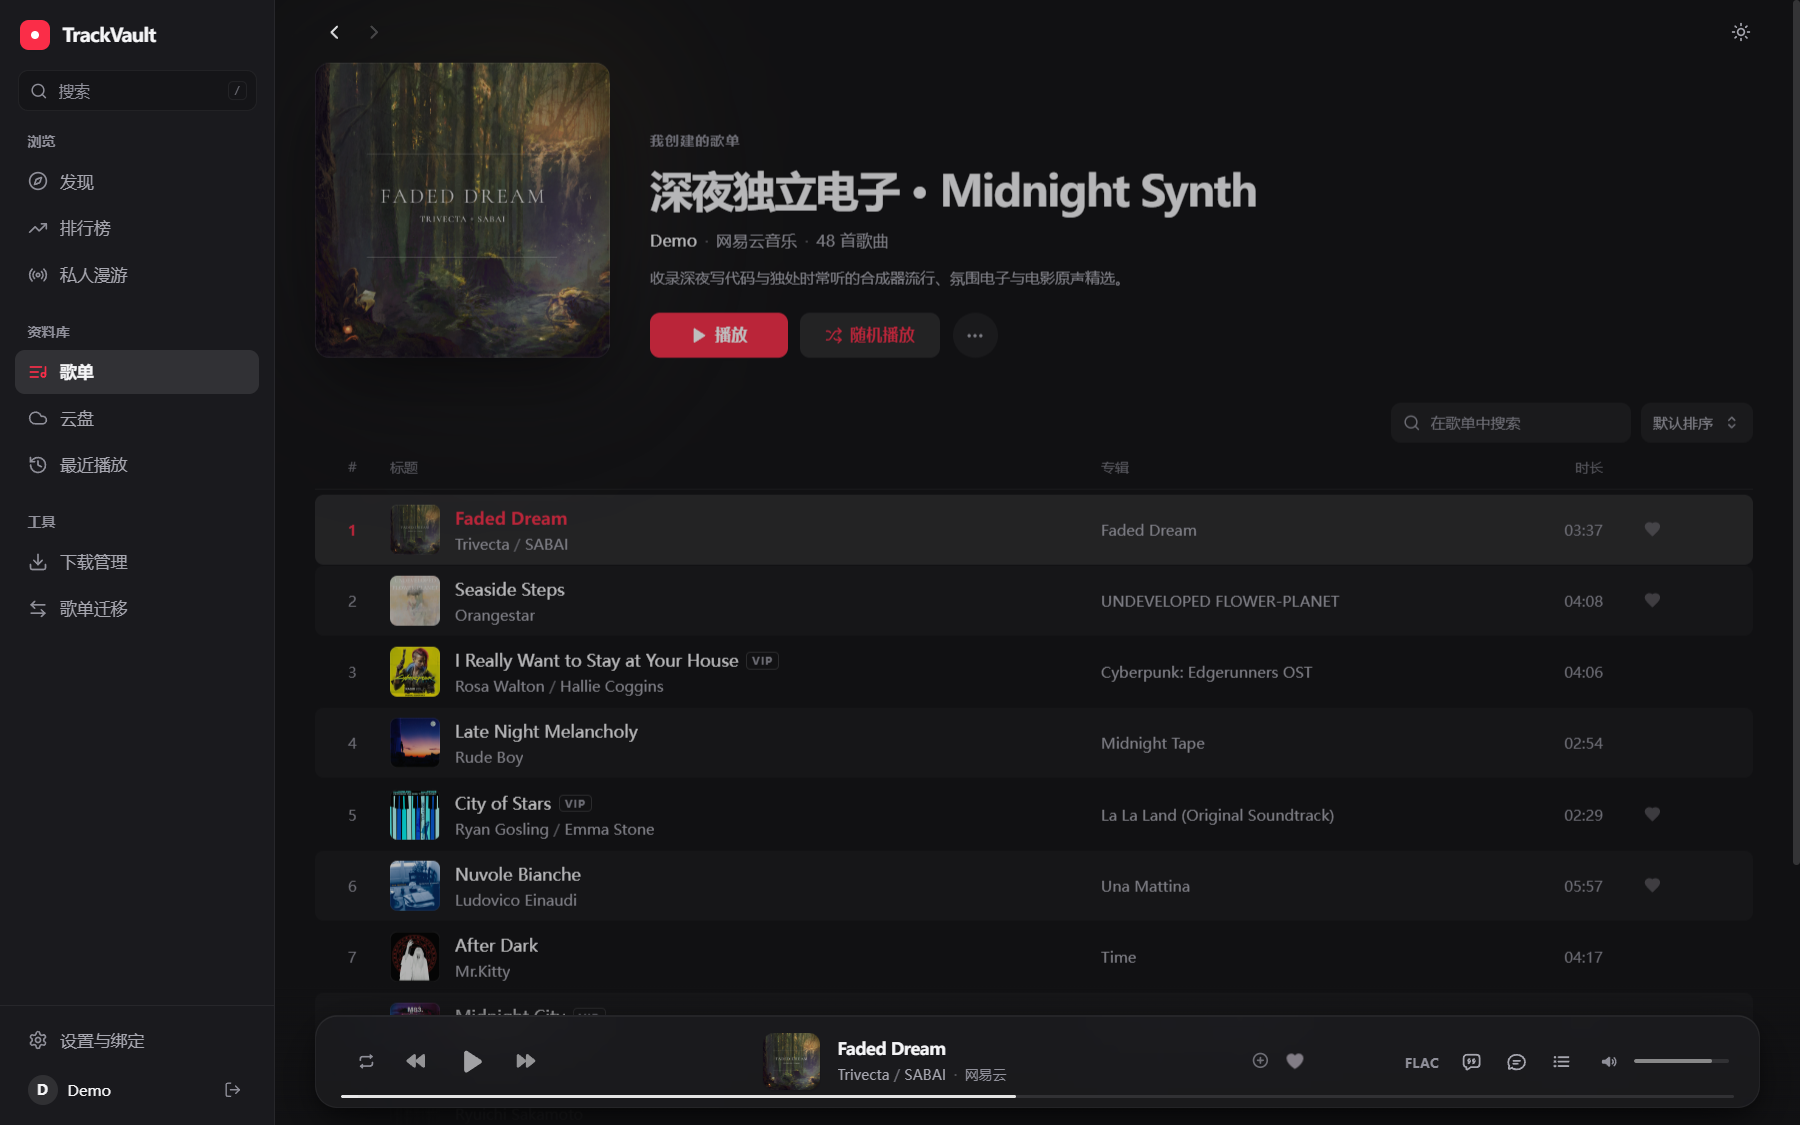 TrackVault
搜索 /
浏览
发现
排行榜
私人漫游
资料库
歌单
云盘
最近播放
工具
下载管理
歌单迁移
设置与绑定
D Demo
FADED DREAM
TRIVECTA / SABAI
我创建的歌单
深夜独立电子 • Midnight Synth
Demo · 网易云音乐 · 48 首歌曲
收录深夜写代码与独处时常听的合成器流行、氛围电子与电影原声精选。
播放 随机播放
在歌单中搜索 默认排序
# 标题 专辑 时长
1 Faded Dream Faded Dream 03:37
Trivecta / SABAI
2 Seaside Steps UNDEVELOPED FLOWER-PLANET 04:08
Orangestar
3 I Really Want to Stay at Your House VIP Cyberpunk: Edgerunners OST 04:06
Rosa Walton / Hallie Coggins
4 Late Night Melancholy Midnight Tape 02:54
Rude Boy
5 City of Stars VIP La La Land (Original Soundtrack) 02:29
Ryan Gosling / Emma Stone
6 Nuvole Bianche Una Mattina 05:57
Ludovico Einaudi
7 After Dark Time 04:17
Mr.Kitty
M83.
Midnight City VIP
Faded Dream
Trivecta / SABAI · 网易云
FLAC
Ryuichi Sakamoto